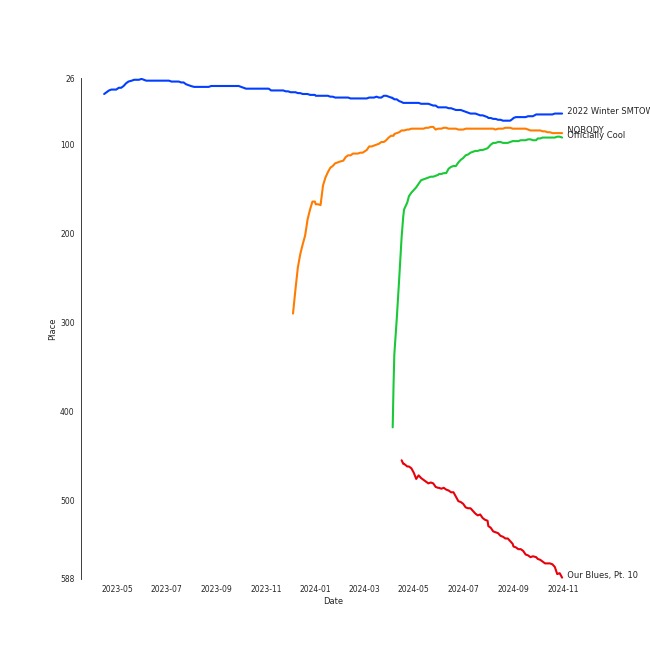 26
2022 Winter SMTOW
NOBODY
Officially Cool
100
200
300
Place
400
500
588
Our Blues, Pt. 10
2023-05 2023-07 2023-09 2023-11 2024-01 2024-03 2024-05 2024-07 2024-09 2024-11
Date